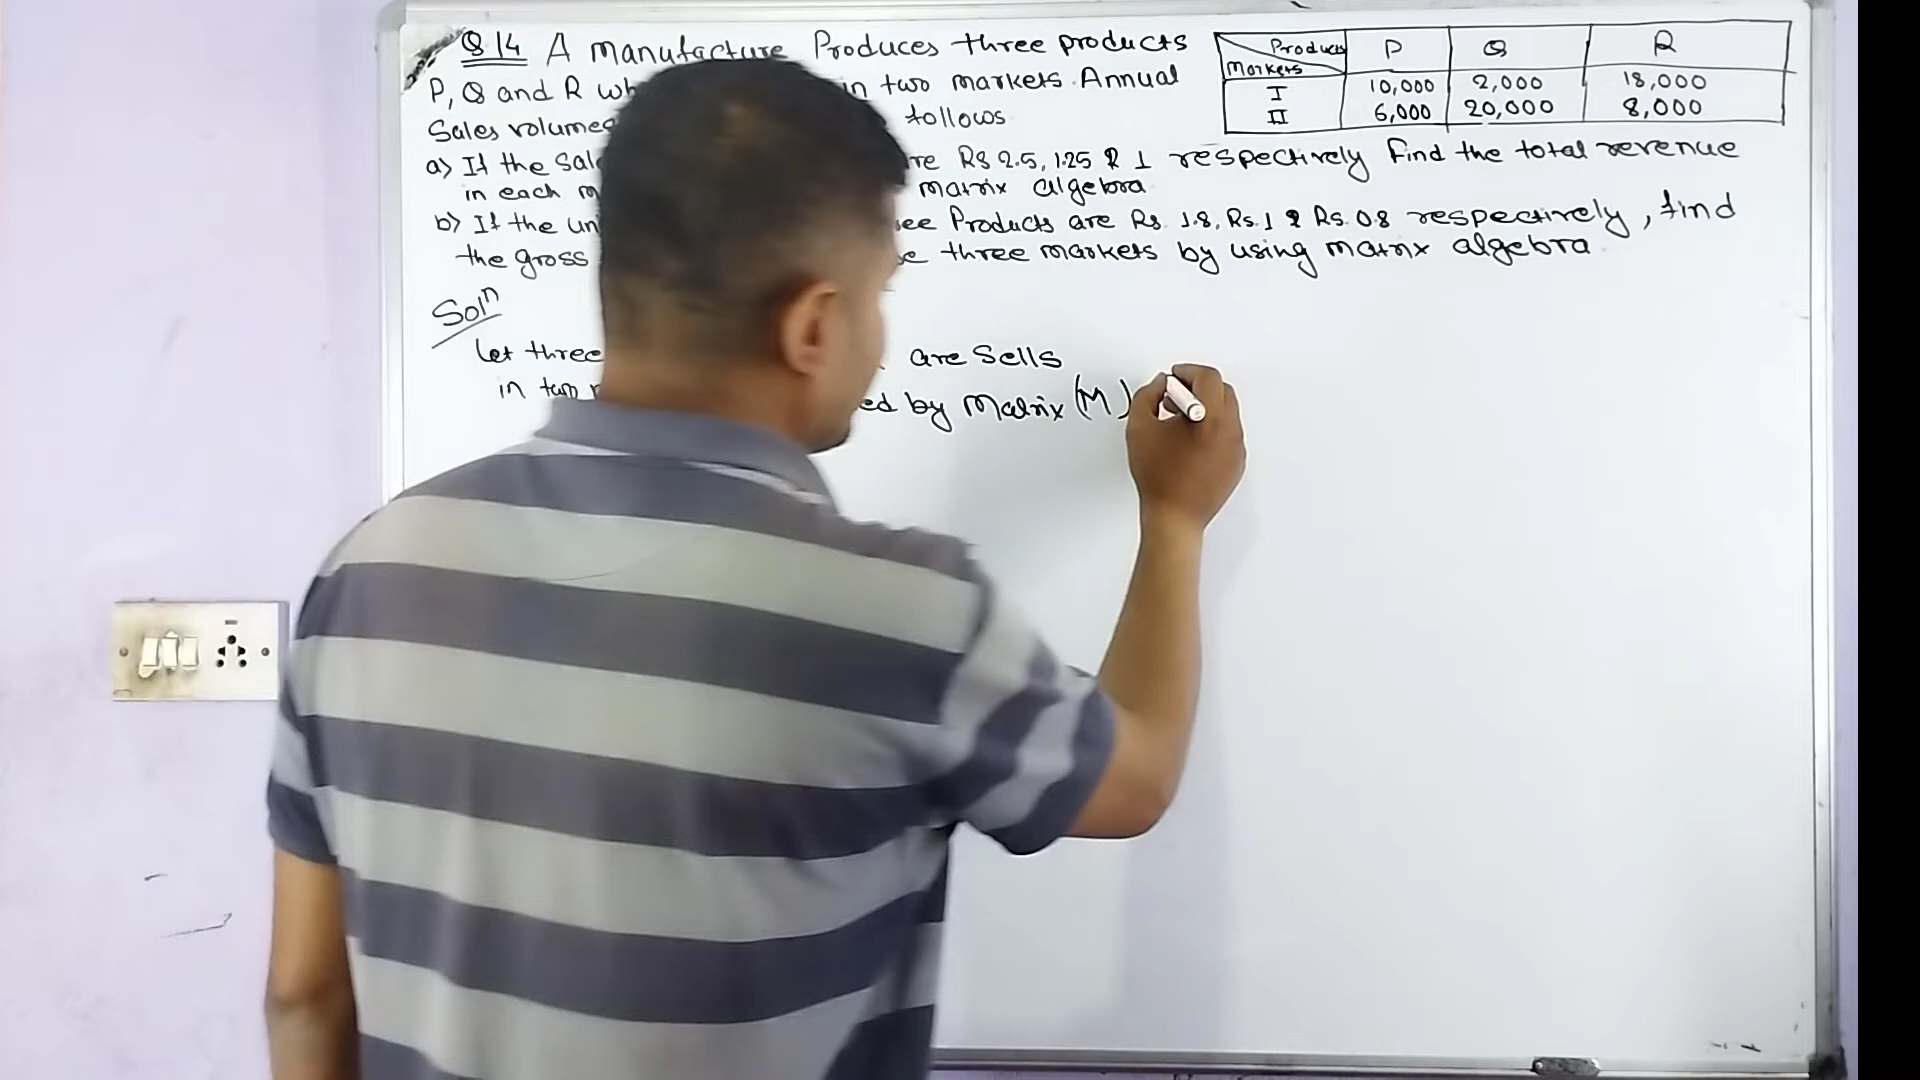 Q 14 A Manufacture Produces three products
P, Q and R in two markets. Annual
Sales volumes follows
a) If the Sal re Rs 2.5, 1.25 & 1 respectively Find the total revenue
in each m matrix algebra
b) If the un ee Products are Rs. 1.8, Rs. 1 & Rs. 0.8 respectively, find
the gross e three markets by using matrix algebra
Products P Q R
Markets
I 10,000 2,000 18,000
II 6,000 20,000 8,000
Solⁿ
Let three are Sells
in two ed by Matrix (M)